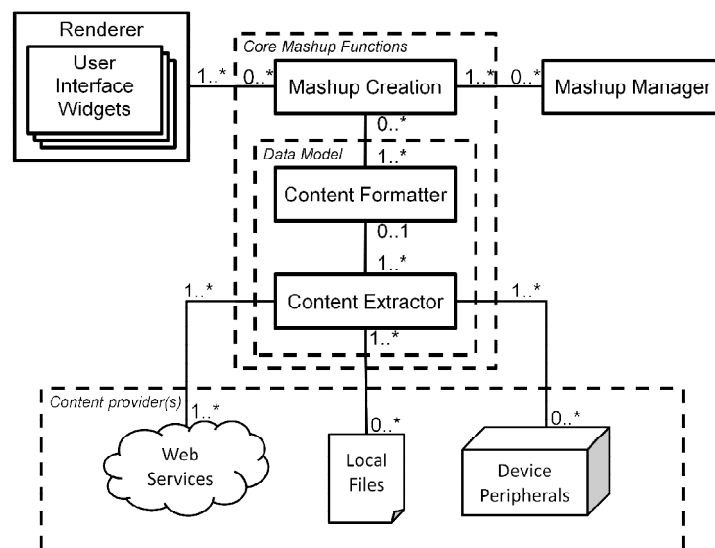 Renderer
User
Interface
Widgets
1..*
0..*
Core Mashup Functions
Mashup Creation
1..*
0..*
Mashup Manager
0..*
Data Model
1..*
Content Formatter
0..1
1..*
1..*
Content Extractor
1..*
1..*
Content provider(s)
1..*
0..*
0..*
Web
Services
Local
Files
Device
Peripherals